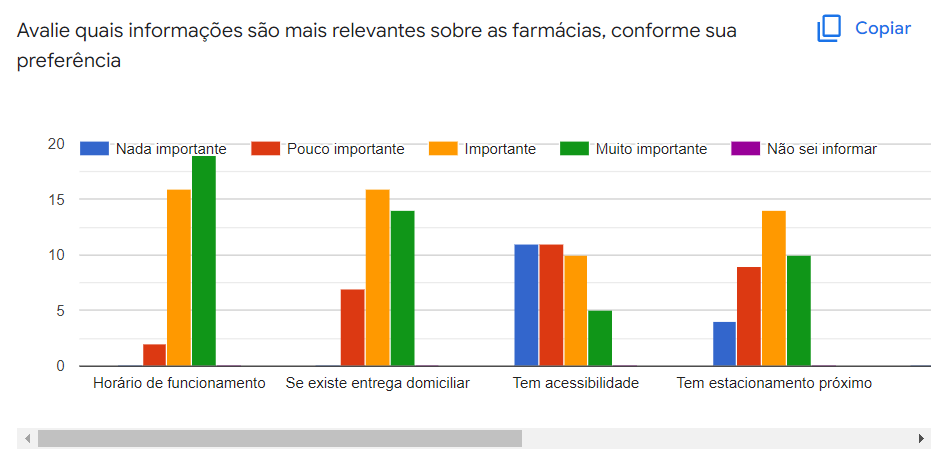 Avalie quais informações são mais relevantes sobre as farmácias, conforme sua
preferência
Copiar
20
Nada importante Pouco importante Importante Muito importante Não sei informar
15
10
5
0
Horário de funcionamento Se existe entrega domiciliar Tem acessibilidade Tem estacionamento próximo